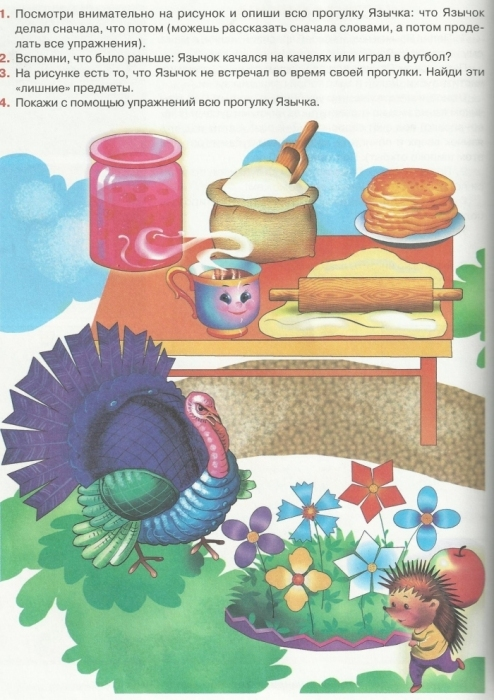 1. Посмотри внимательно на рисунок и опиши всю прогулку Язычка: что Язычок
делал сначала, что потом (можешь рассказать сначала словами, а потом проде-
лать все упражнения).
2. Вспомни, что было раньше: Язычок качался на качелях или играл в футбол?
3. На рисунке есть то, что Язычок не встречал во время своей прогулки. Найди эти
«лишние» предметы.
4. Покажи с помощью упражнений всю прогулку Язычка.